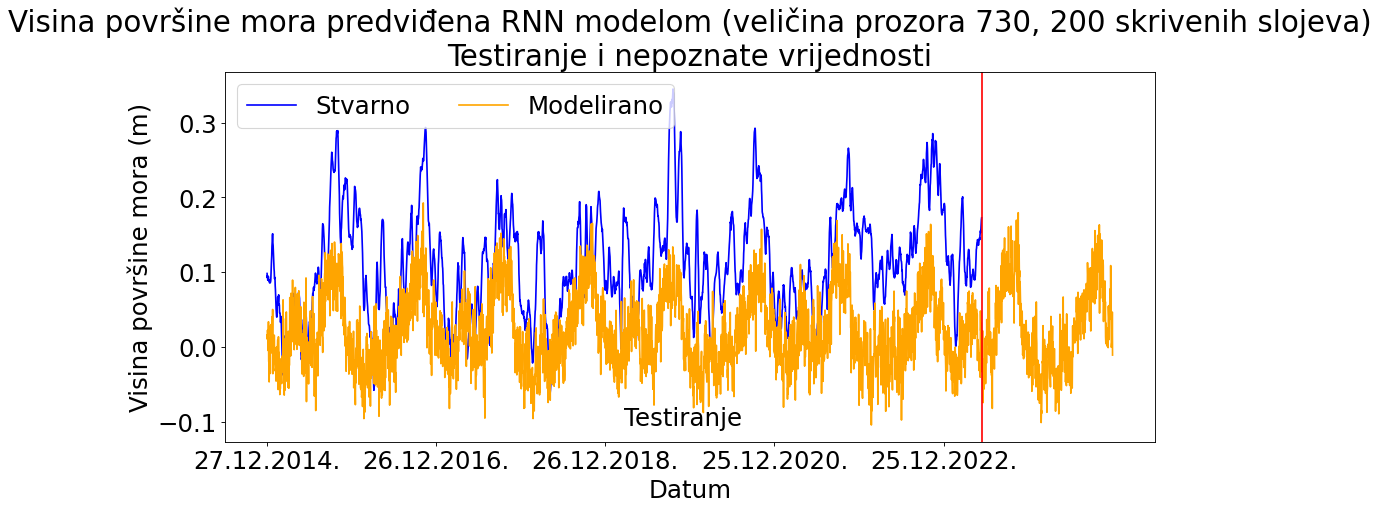 Visina površine mora predviđena RNN modelom (veličina prozora 730, 200 skrivenih slojeva)
Testiranje i nepoznate vrijednosti
Stvarno Modelirano
Visina površine mora (m)
0.3
0.2
0.1
0.0
−0.1
Testiranje
27.12.2014. 26.12.2016. 26.12.2018. 25.12.2020. 25.12.2022.
Datum